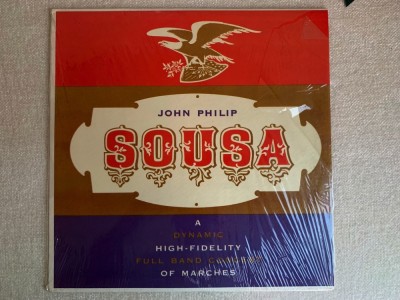 JOHN PHILIP
SOUSA
A
DYNAMIC
HIGH-FIDELITY
FULL BAND CONCERT
OF MARCHES